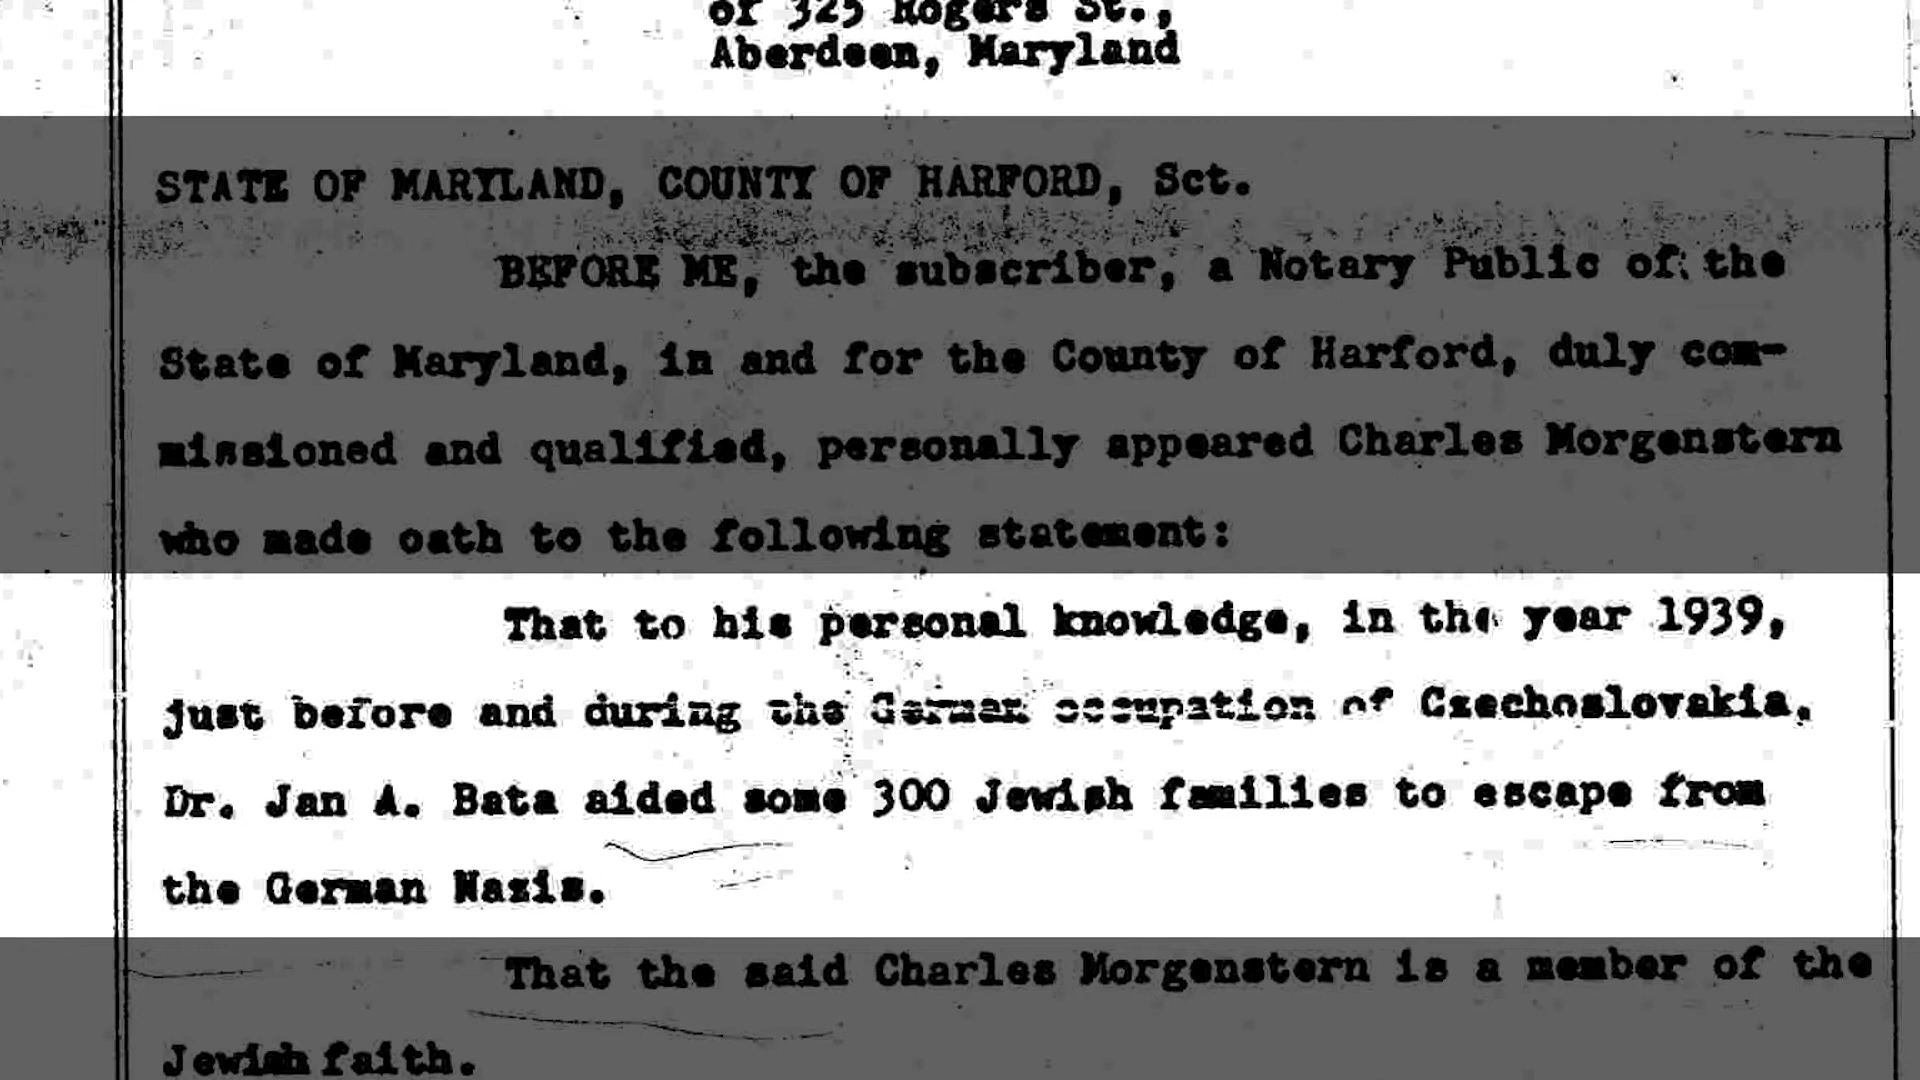 of 325 Rogers St.,
Aberdeen, Maryland
STATE OF MARYLAND, COUNTY OF HARFORD, Sct.
BEFORE ME, the subscriber, a Notary Public of the
State of Maryland, in and for the County of Harford, duly com-
missioned and qualified, personally appeared Charles Morgenstern
who made oath to the following statement:
That to his personal knowledge, in the year 1939,
just before and during the German occupation of Czechoslovakia,
Dr. Jan A. Bata aided some 300 Jewish families to escape from
the German Nazis.
That the said Charles Morgenstern is a member of the
Jewish faith.